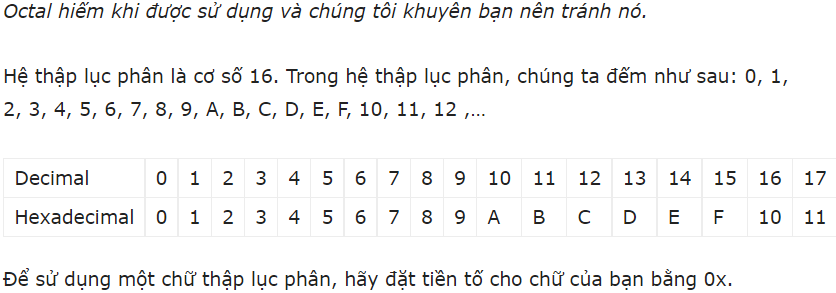 Octal hiếm khi được sử dụng và chúng tôi khuyên bạn nên tránh nó.
Hệ thập lục phân là cơ số 16. Trong hệ thập lục phân, chúng ta đếm như sau: 0, 1,
2, 3, 4, 5, 6, 7, 8, 9, A, B, C, D, E, F, 10, 11, 12 ,…
Decimal 0 1 2 3 4 5 6 7 8 9 10 11 12 13 14 15 16 17
Hexadecimal 0 1 2 3 4 5 6 7 8 9 A B C D E F 10 11
Để sử dụng một chữ thập lục phân, hãy đặt tiền tố cho chữ của bạn bằng 0x.